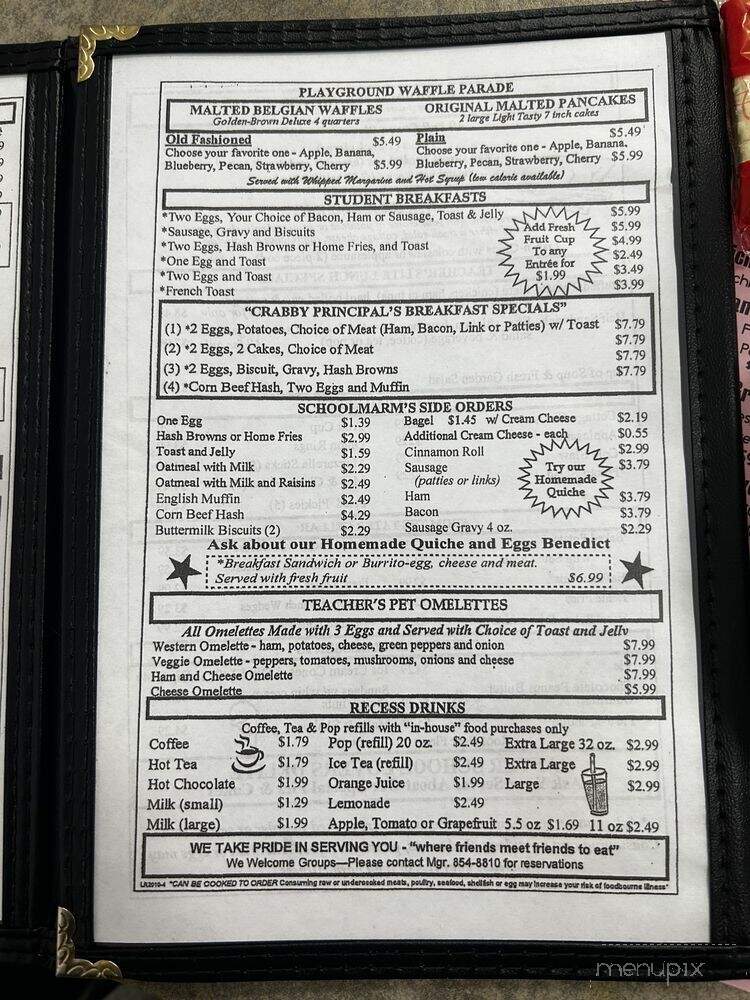 PLAYGROUND WAFFLE PARADE
MALTED BELGIAN WAFFLES
Golden-Brown Deluxe 4 quarters
ORIGINAL MALTED PANCAKES
2 large Light Tasty 7 inch cakes
Old Fashioned $5.49
Choose your favorite one - Apple, Banana,
Blueberry, Pecan, Strawberry, Cherry $5.99
Plain $5.49
Choose your favorite one - Apple, Banana,
Blueberry, Pecan, Strawberry, Cherry $5.99
Served with Whipped Margarine and Hot Syrup (low calorie available)
STUDENT BREAKFASTS
*Two Eggs, Your Choice of Bacon, Ham or Sausage, Toast & Jelly $5.99
*Sausage, Gravy and Biscuits $5.99
*Two Eggs, Hash Browns or Home Fries, and Toast $4.99
*One Egg and Toast $2.49
*Two Eggs and Toast $3.49
*French Toast $3.99
Add Fresh
Fruit Cup
To any
Entrée for
$1.99
"CRABBY PRINCIPAL'S BREAKFAST SPECIALS"
(1) *2 Eggs, Potatoes, Choice of Meat (Ham, Bacon, Link or Patties) w/ Toast $7.79
(2) *2 Eggs, 2 Cakes, Choice of Meat $7.79
(3) *2 Eggs, Biscuit, Gravy, Hash Browns $7.79
(4) *Corn Beef Hash, Two Eggs and Muffin $7.79
SCHOOLMARM'S SIDE ORDERS
One Egg $1.39 Bagel $1.45 w/ Cream Cheese $2.19
Hash Browns or Home Fries $2.99 Additional Cream Cheese - each $0.55
Toast and Jelly $1.59 Cinnamon Roll $2.99
Oatmeal with Milk $2.29 Sausage $3.79
Oatmeal with Milk and Raisins $2.49 (patties or links)
English Muffin $2.49 Ham $3.79
Corn Beef Hash $4.29 Bacon $3.79
Buttermilk Biscuits (2) $2.29 Sausage Gravy 4 oz. $2.29
Try our
Homemade
Quiche
Ask about our Homemade Quiche and Eggs Benedict
*Breakfast Sandwich or Burrito-egg, cheese and meat.
Served with fresh fruit $6.99
TEACHER'S PET OMELETTES
All Omelettes Made with 3 Eggs and Served with Choice of Toast and Jelly
Western Omelette - ham, potatoes, cheese, green peppers and onion $7.99
Veggie Omelette - peppers, tomatoes, mushrooms, onions and cheese $7.99
Ham and Cheese Omelette $7.99
Cheese Omelette $5.99
RECESS DRINKS
Coffee, Tea & Pop refills with "in-house" food purchases only
Coffee $1.79 Pop (refill) 20 oz. $2.49 Extra Large 32 oz. $2.99
Hot Tea $1.79 Ice Tea (refill) $2.49 Extra Large $2.99
Hot Chocolate $1.99 Orange Juice $1.99 Large $2.99
Milk (small) $1.29 Lemonade $2.49
Milk (large) $1.99 Apple, Tomato or Grapefruit 5.5 oz $1.69 11 oz $2.49
WE TAKE PRIDE IN SERVING YOU - "where friends meet friends to eat"
We Welcome Groups—Please contact Mgr. 854-8810 for reservations
LR2010-4 *CAN BE COOKED TO ORDER Consuming raw or undercooked meats, poultry, seafood, shellfish or egg may increase your risk of foodbourne illness*
menupix